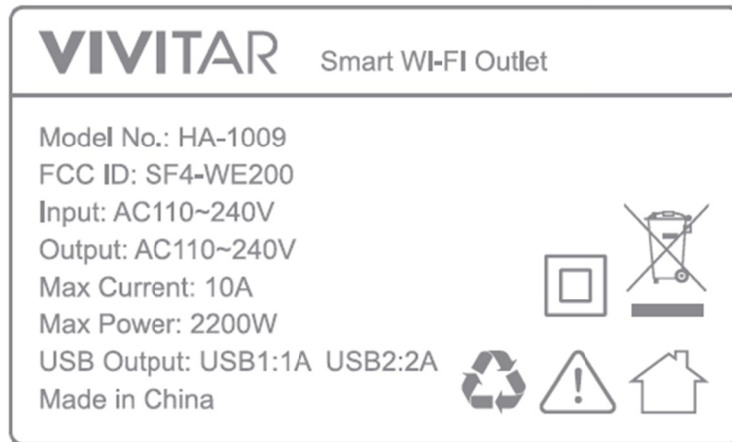 VIVITAR Smart WI-FI Outlet
Model No.: HA-1009
FCC ID: SF4-WE200
Input: AC110~240V
Output: AC110~240V
Max Current: 10A
Max Power: 2200W
USB Output: USB1:1A USB2:2A
Made in China